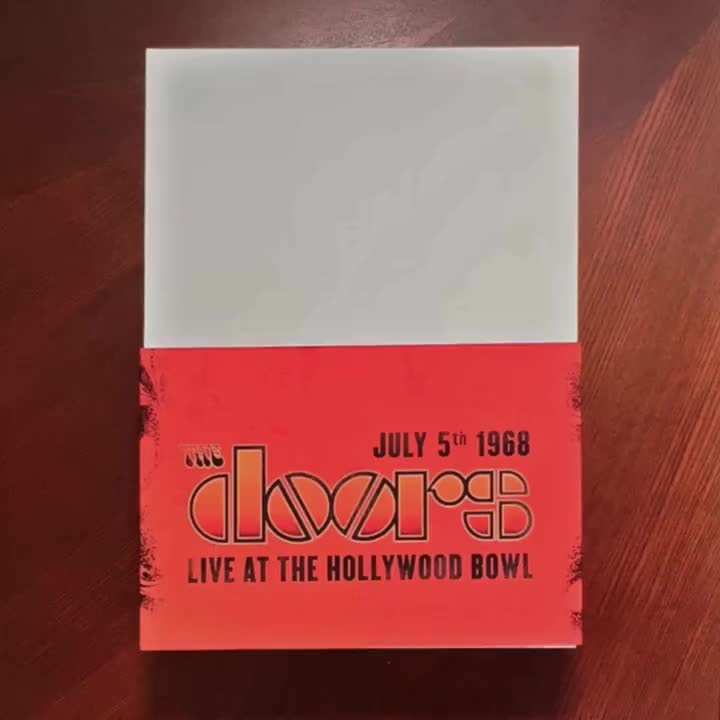 JULY 5th 1968
THE
doors
LIVE AT THE HOLLYWOOD BOWL